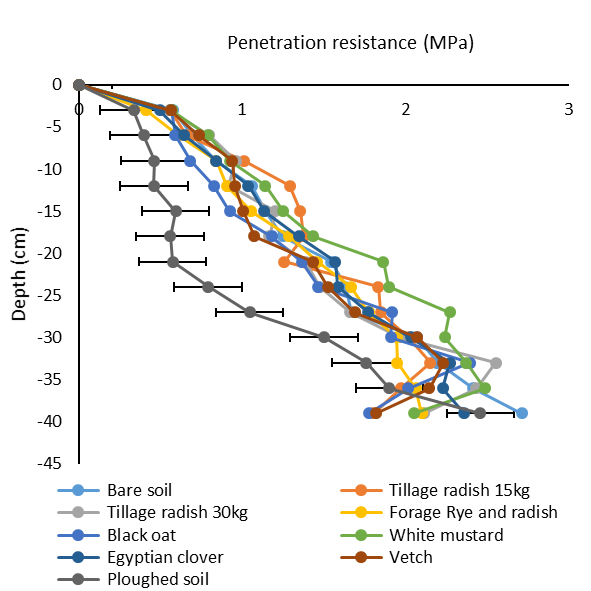 Penetration resistance (MPa)
0
0 1 2 3
-5
-10
-15
-20
-25
-30
-35
-40
-45
Depth (cm)
Bare soil Tillage radish 15kg
Tillage radish 30kg Forage Rye and radish
Black oat White mustard
Egyptian clover Vetch
Ploughed soil